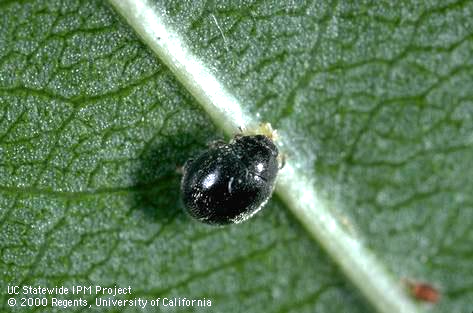 UC Statewide IPM Project
© 2000 Regents, University of California